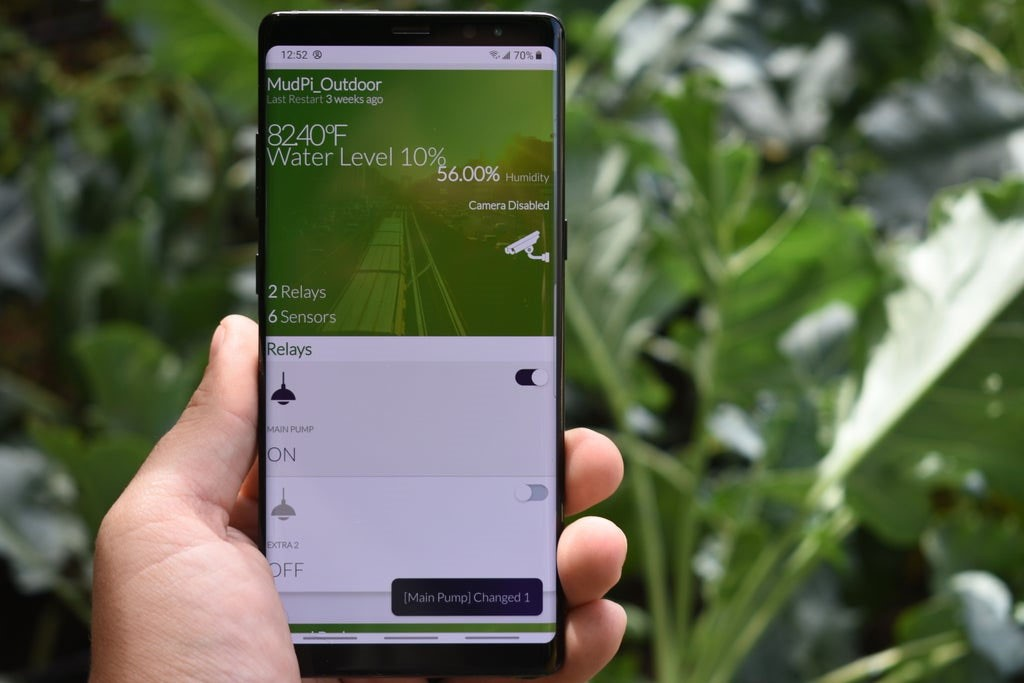 12:52
70%
MudPi_Outdoor
Last Restart 3 weeks ago
8240°F
Water Level 10%
56.00% Humidity
Camera Disabled
2 Relays
6 Sensors
Relays
MAIN PUMP
ON
EXTRA 2
OFF
[Main Pump] Changed 1